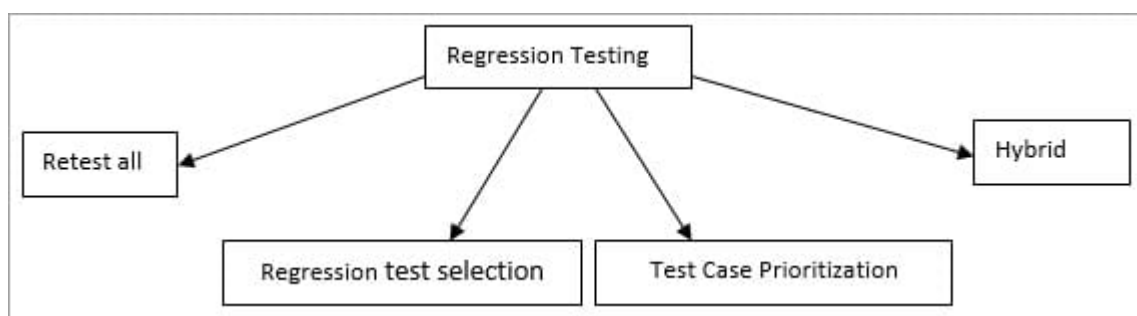 Regression Testing
Retest all
Hybrid
Regression test selection
Test Case Prioritization